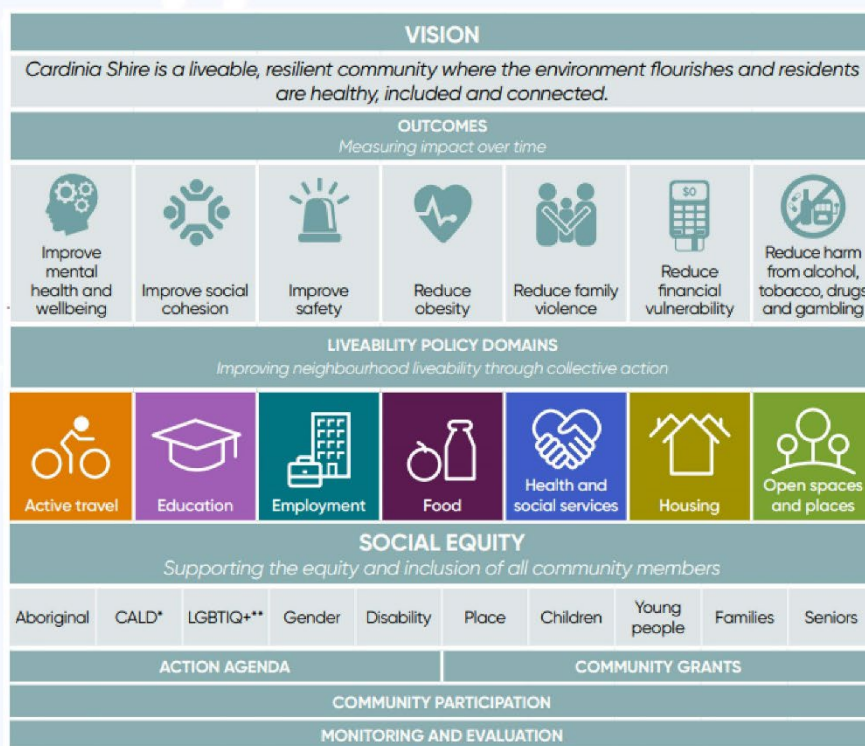 VISION
Cardinia Shire is a liveable, resilient community where the environment flourishes and residents
are healthy, included and connected.
OUTCOMES
Measuring impact over time
Improve
mental
health and
wellbeing
Improve social
cohesion
Improve
safety
Reduce
obesity
Reduce family
violence
$0
Reduce
financial
vulnerability
Reduce harm
from alcohol,
tobacco, drugs
and gambling
LIVEABILITY POLICY DOMAINS
Improving neighbourhood liveability through collective action
Active travel
Education
Employment
Food
Health and
social services
Housing
Open spaces
and places
SOCIAL EQUITY
Supporting the equity and inclusion of all community members
Aboriginal
CALD*
LGBTIQ+**
Gender
Disability
Place
Children
Young
people
Families
Seniors
ACTION AGENDA
COMMUNITY GRANTS
COMMUNITY PARTICIPATION
MONITORING AND EVALUATION